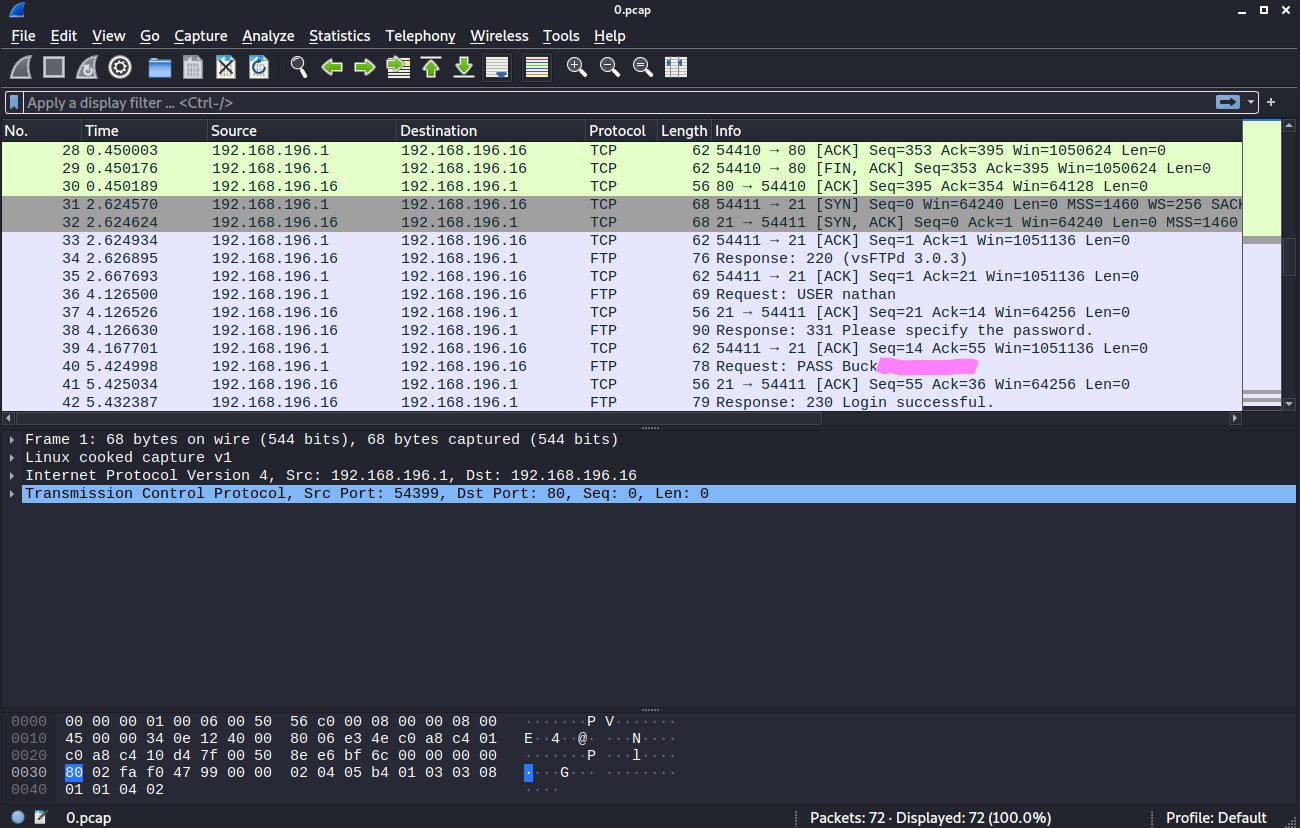 0.pcap
File Edit View Go Capture Analyze Statistics Telephony Wireless Tools Help
Apply a display filter ... <Ctrl-/>
+
No. Time Source Destination Protocol Length Info
28 0.450003 192.168.196.1 192.168.196.16 TCP 62 54410 → 80 [ACK] Seq=353 Ack=395 Win=1050624 Len=0
29 0.450176 192.168.196.1 192.168.196.16 TCP 62 54410 → 80 [FIN, ACK] Seq=353 Ack=395 Win=1050624 Len=0
30 0.450189 192.168.196.16 192.168.196.1 TCP 56 80 → 54410 [ACK] Seq=395 Ack=354 Win=64128 Len=0
31 2.624570 192.168.196.1 192.168.196.16 TCP 68 54411 → 21 [SYN] Seq=0 Win=64240 Len=0 MSS=1460 WS=256 SACK
32 2.624624 192.168.196.16 192.168.196.1 TCP 68 21 → 54411 [SYN, ACK] Seq=0 Ack=1 Win=64240 Len=0 MSS=1460
33 2.624934 192.168.196.1 192.168.196.16 TCP 62 54411 → 21 [ACK] Seq=1 Ack=1 Win=1051136 Len=0
34 2.626895 192.168.196.16 192.168.196.1 FTP 76 Response: 220 (vsFTPd 3.0.3)
35 2.667693 192.168.196.1 192.168.196.16 TCP 62 54411 → 21 [ACK] Seq=1 Ack=21 Win=1051136 Len=0
36 4.126500 192.168.196.1 192.168.196.16 FTP 69 Request: USER nathan
37 4.126526 192.168.196.16 192.168.196.1 TCP 56 21 → 54411 [ACK] Seq=21 Ack=14 Win=64256 Len=0
38 4.126630 192.168.196.16 192.168.196.1 FTP 90 Response: 331 Please specify the password.
39 4.167701 192.168.196.1 192.168.196.16 TCP 62 54411 → 21 [ACK] Seq=14 Ack=55 Win=1051136 Len=0
40 5.424998 192.168.196.1 192.168.196.16 FTP 78 Request: PASS Buck
41 5.425034 192.168.196.16 192.168.196.1 TCP 56 21 → 54411 [ACK] Seq=55 Ack=36 Win=64256 Len=0
42 5.432387 192.168.196.16 192.168.196.1 FTP 79 Response: 230 Login successful.
Frame 1: 68 bytes on wire (544 bits), 68 bytes captured (544 bits)
Linux cooked capture v1
Internet Protocol Version 4, Src: 192.168.196.1, Dst: 192.168.196.16
Transmission Control Protocol, Src Port: 54399, Dst Port: 80, Seq: 0, Len: 0
0000 00 00 00 01 00 06 00 50 56 c0 00 08 00 00 08 00 ·······P V·······
0010 45 00 00 34 0e 12 40 00 80 06 e3 4e c0 a8 c4 01 E··4··@· ···N····
0020 c0 a8 c4 10 d4 7f 00 50 8e e6 bf 6c 00 00 00 00 ·······P ···l····
0030 80 02 fa f0 47 99 00 00 02 04 05 b4 01 03 03 08 ····G··· ········
0040 01 01 04 02 ····
0.pcap Packets: 72 · Displayed: 72 (100.0%) Profile: Default